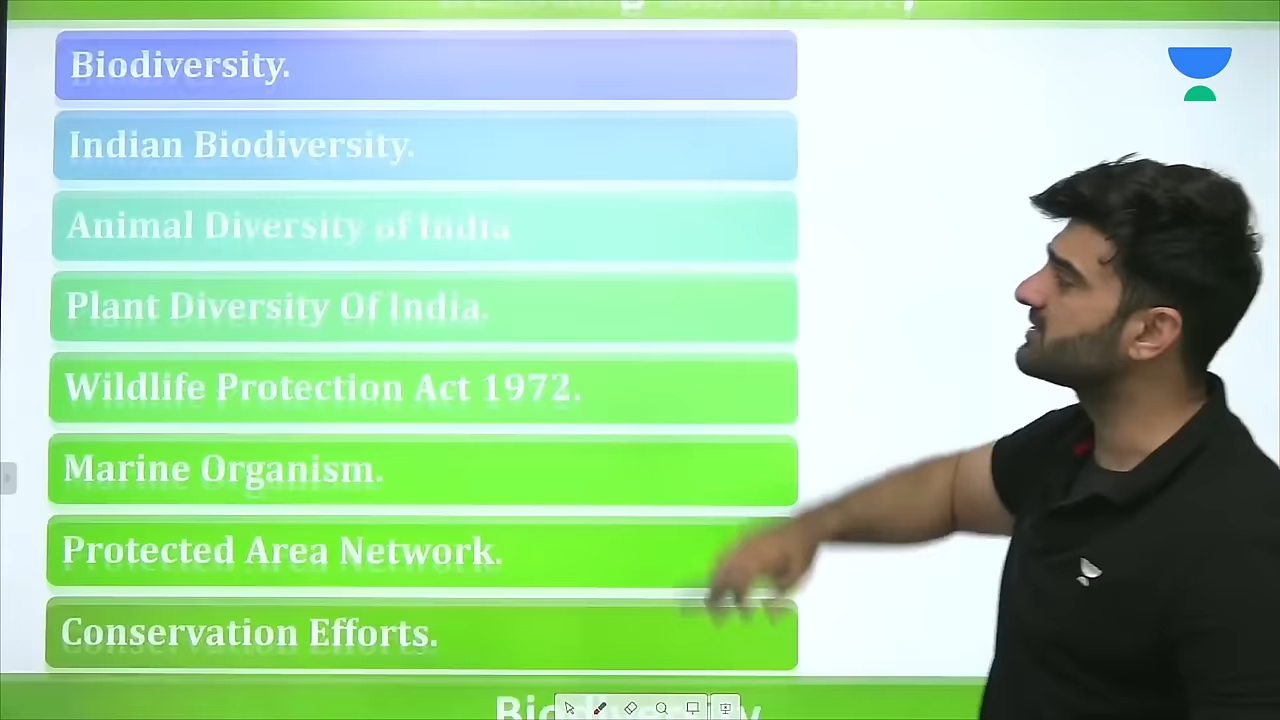 Biodiversity.
Indian Biodiversity.
Animal Diversity of India
Plant Diversity Of India.
Wildlife Protection Act 1972.
Marine Organism.
Protected Area Network.
Conservation Efforts.